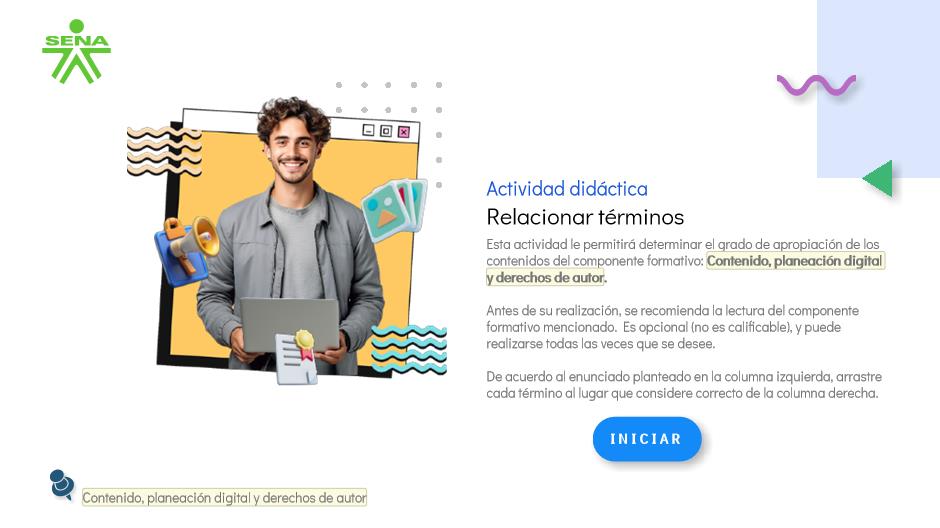 SENA
Actividad didáctica
Relacionar términos
Esta actividad le permitirá determinar el grado de apropiación de los
contenidos del componente formativo: Contenido, planeación digital
y derechos de autor.
Antes de su realización, se recomienda la lectura del componente
formativo mencionado. Es opcional (no es calificable), y puede
realizarse todas las veces que se desee.
De acuerdo al enunciado planteado en la columna izquierda, arrastre
cada término al lugar que considere correcto de la columna derecha.
INICIAR
Contenido, planeación digital y derechos de autor